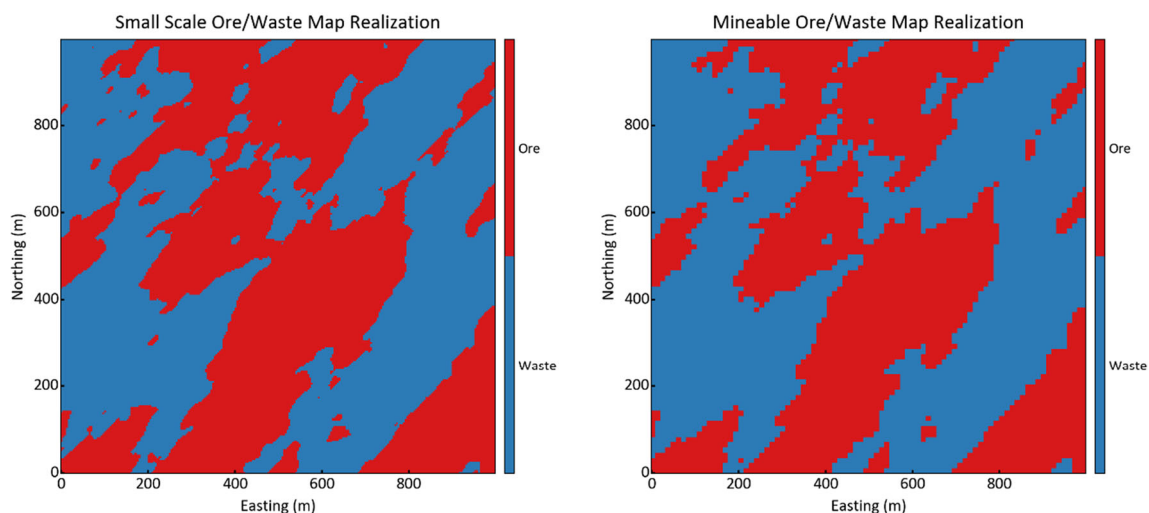 Small Scale Ore/Waste Map Realization
800
600
400
200
0
Northing (m)
0 200 400 600 800
Easting (m)
Ore
Waste
Mineable Ore/Waste Map Realization
800
600
400
200
0
Northing (m)
0 200 400 600 800
Easting (m)
Ore
Waste